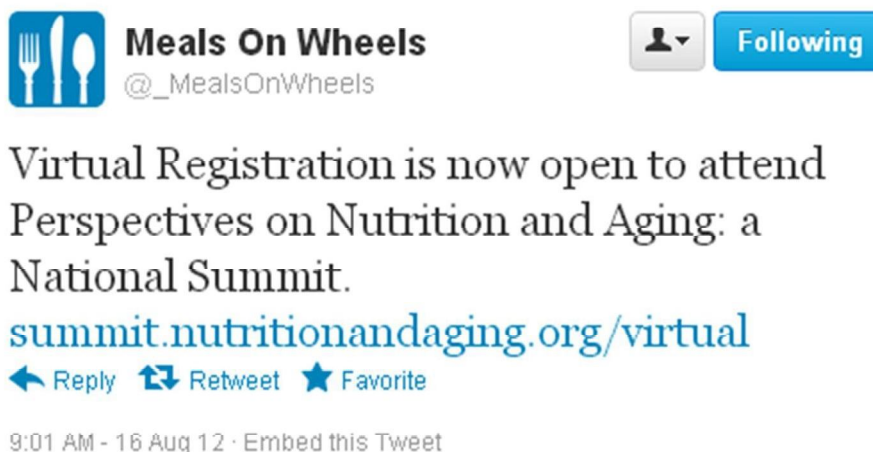 Meals On Wheels
@_MealsOnWheels
Following
Virtual Registration is now open to attend
Perspectives on Nutrition and Aging: a
National Summit.
summit.nutritionandaging.org/virtual
Reply Retweet Favorite
9:01 AM - 16 Aug 12 · Embed this Tweet